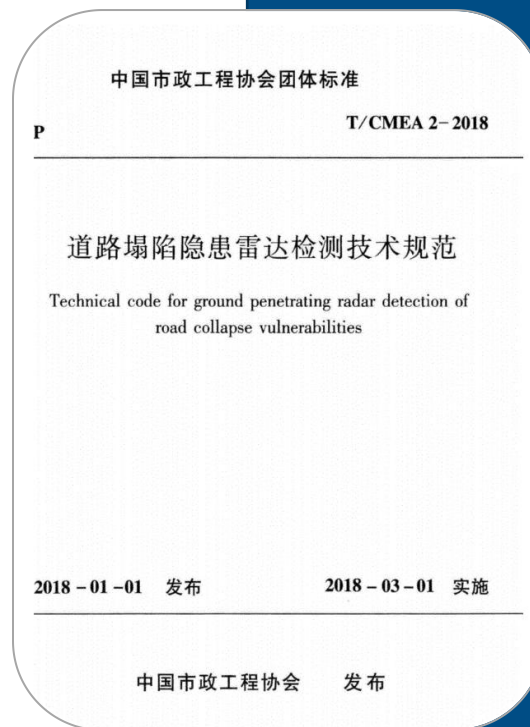 中国市政工程协会团体标准
P
T/CMEA 2-2018
道路塌陷隐患雷达检测技术规范
Technical code for ground penetrating radar detection of
road collapse vulnerabilities
2018-01-01 发布
2018-03-01 实施
中国市政工程协会 发布